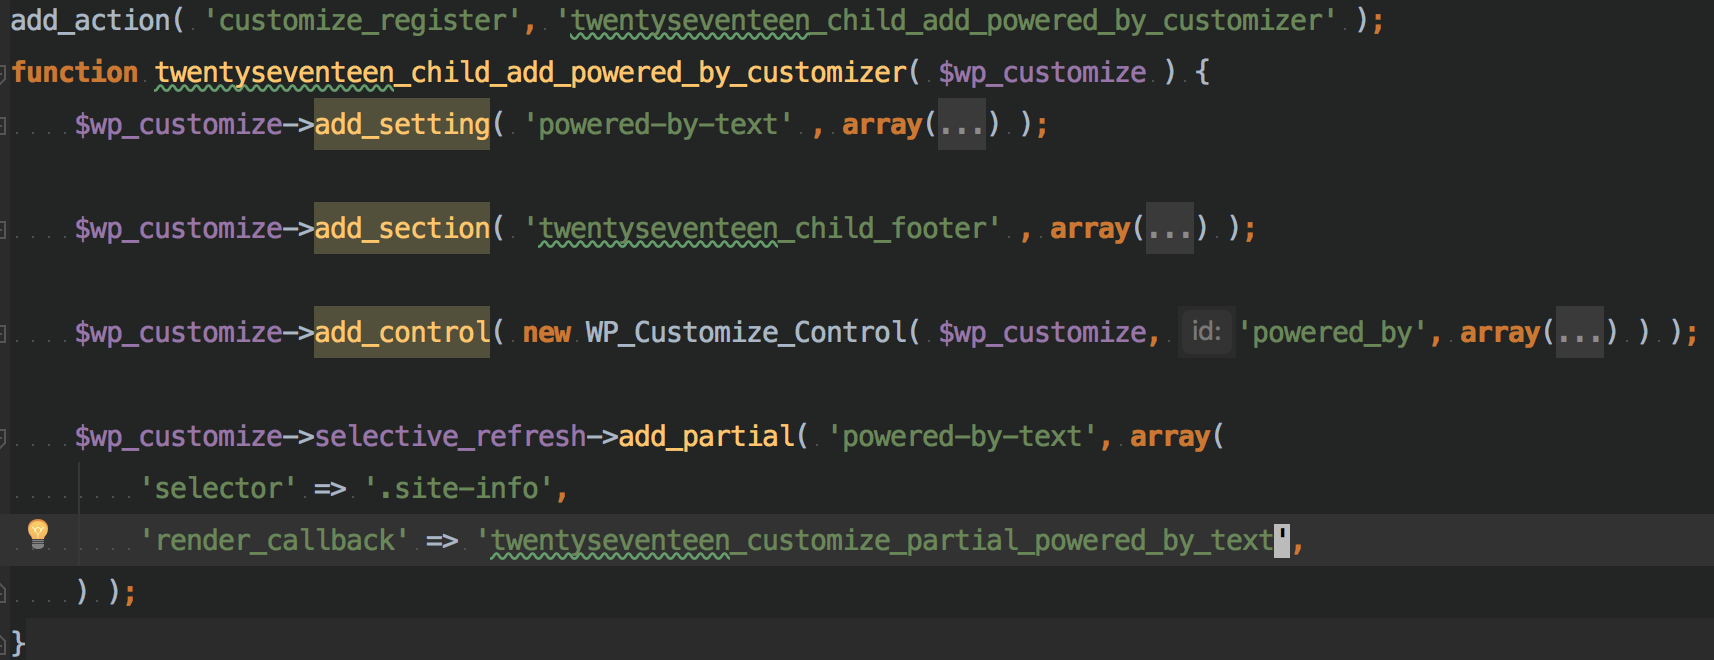 add_action( 'customize_register', 'twentyseventeen_child_add_powered_by_customizer' );
function twentyseventeen_child_add_powered_by_customizer( $wp_customize ) {
    $wp_customize->add_setting( 'powered-by-text' , array(...) );
    $wp_customize->add_section( 'twentyseventeen_child_footer' , array(...) );
    $wp_customize->add_control( new WP_Customize_Control( $wp_customize, id: 'powered_by', array(...) ) );
    $wp_customize->selective_refresh->add_partial( 'powered-by-text', array(
        'selector' => '.site-info',
        'render_callback' => 'twentyseventeen_customize_partial_powered_by_text',
    ) );
}